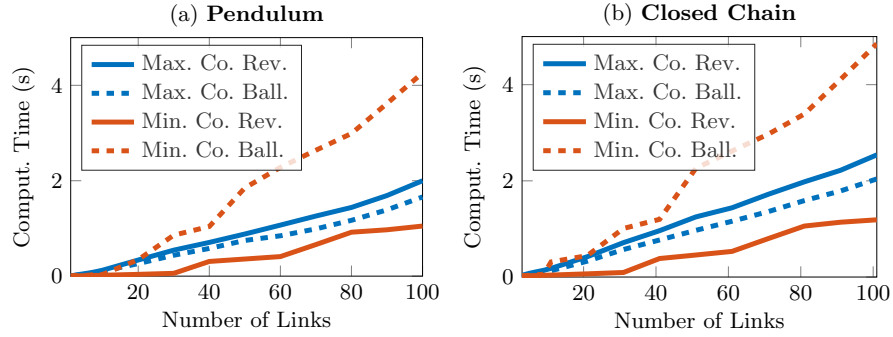 (a) Pendulum
Comput. Time (s)
4
2
0
Max. Co. Rev.
Max. Co. Ball.
Min. Co. Rev.
Min. Co. Ball.
20 40 60 80 100
Number of Links
(b) Closed Chain
Comput. Time (s)
4
2
0
Max. Co. Rev.
Max. Co. Ball.
Min. Co. Rev.
Min. Co. Ball.
20 40 60 80 100
Number of Links